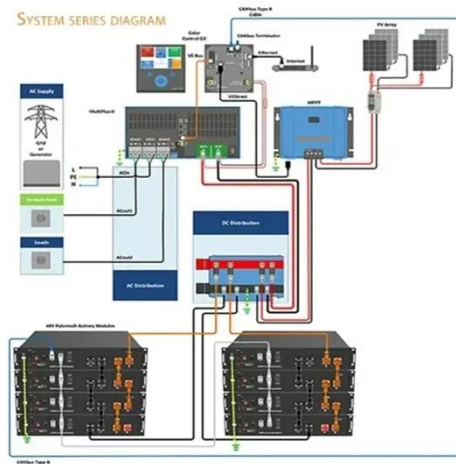 SYSTEM SERIES DIAGRAM
CANbus Type B
Cable
PV Array
Color
Control GX
CANbus Terminator
VE Bus
Ethernet
Internet
VE Direct
AC Supply
MultiPlus-II
MPPT
Grid
or
Generator
L
PE
N
ACin
ACout1
Loads
ACout2
DC Distribution
AC Distribution
48V Pylontech Battery Modules
CANbus Type B